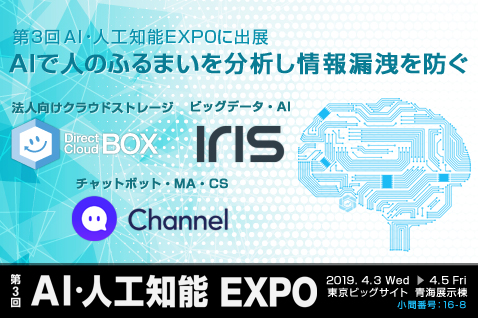 第3回 AI・人工知能EXPOに出展
AIで人のふるまいを分析し情報漏洩を防ぐ
法人向けクラウドストレージ
Direct
Cloud BOX
ビッグデータ・AI
IRIS
チャットボット・MA・CS
Channel
第3回
AI・人工知能 EXPO
2019. 4.3 Wed ▶ 4.5 Fri
東京ビッグサイト 青海展示棟
小間番号:16-8